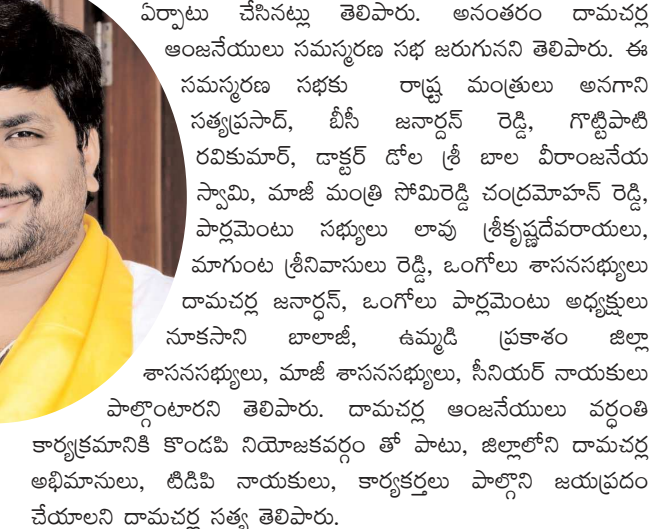 ఏర్పాటు చేసినట్లు తెలిపారు. అనంతరం దామచర్ల
ఆంజనేయులు సమస్మరణ సభ జరుగునని తెలిపారు. ఈ
సమస్మరణ సభకు రాష్ట్ర మంత్రులు అనగాని
సత్యప్రసాద్, బీసీ జనార్దన్ రెడ్డి, గొట్టిపాటి
రవికుమార్, డాక్టర్ డోల శ్రీ బాల వీరాంజనేయ
స్వామి, మాజీ మంత్రి సోమిరెడ్డి చంద్రమోహన్ రెడ్డి,
పార్లమెంటు సభ్యులు లావు శ్రీకృష్ణదేవరాయలు,
మాగుంట శ్రీనివాసులు రెడ్డి, ఒంగోలు శాసనసభ్యులు
దామచర్ల జనార్ధన్, ఒంగోలు పార్లమెంటు అధ్యక్షులు
నూకసాని బాలాజీ, ఉమ్మడి ప్రకాశం జిల్లా
శాసనసభ్యులు, మాజీ శాసనసభ్యులు, సీనియర్ నాయకులు
పాల్గొంటారని తెలిపారు. దామచర్ల ఆంజనేయులు వర్ధంతి
కార్యక్రమానికి కొండపి నియోజకవర్గం తో పాటు, జిల్లాలోని దామచర్ల
అభిమానులు, టిడిపి నాయకులు, కార్యకర్తలు పాల్గొని జయప్రదం
చేయాలని దామచర్ల సత్య తెలిపారు.